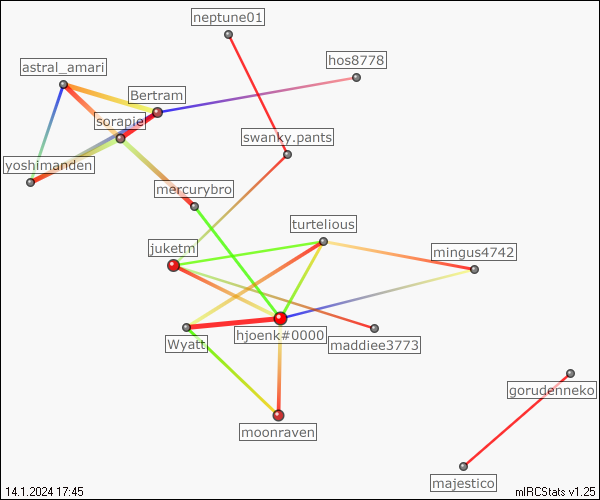 neptune01
hos8778
astral_amari
Bertram
sorapie
swanky.pants
yoshimanden
mercurybro
turtelious
juketm
mingus4742
hjoenk#0000
Wyatt
maddiee3773
gorudenneko
moonraven
majestico
14.1.2024 17:45
mIRCStats v1.25